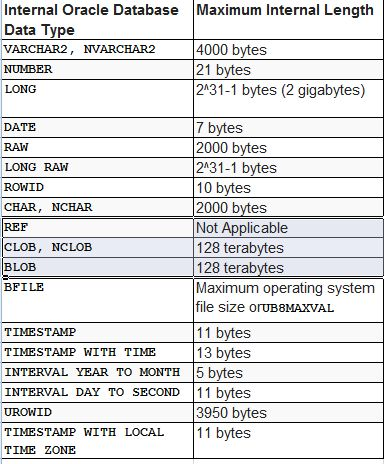 Internal Oracle Database Maximum Internal Length
Data Type
VARCHAR2, NVARCHAR2 4000 bytes
NUMBER 21 bytes
LONG 2^31-1 bytes (2 gigabytes)
DATE 7 bytes
RAW 2000 bytes
LONG RAW 2^31-1 bytes
ROWID 10 bytes
CHAR, NCHAR 2000 bytes
REF Not Applicable
CLOB, NCLOB 128 terabytes
BLOB 128 terabytes
BFILE Maximum operating system
file size orUB8MAXVAL
TIMESTAMP 11 bytes
TIMESTAMP WITH TIME 13 bytes
INTERVAL YEAR TO MONTH 5 bytes
INTERVAL DAY TO SECOND 11 bytes
UROWID 3950 bytes
TIMESTAMP WITH LOCAL 11 bytes
TIME ZONE